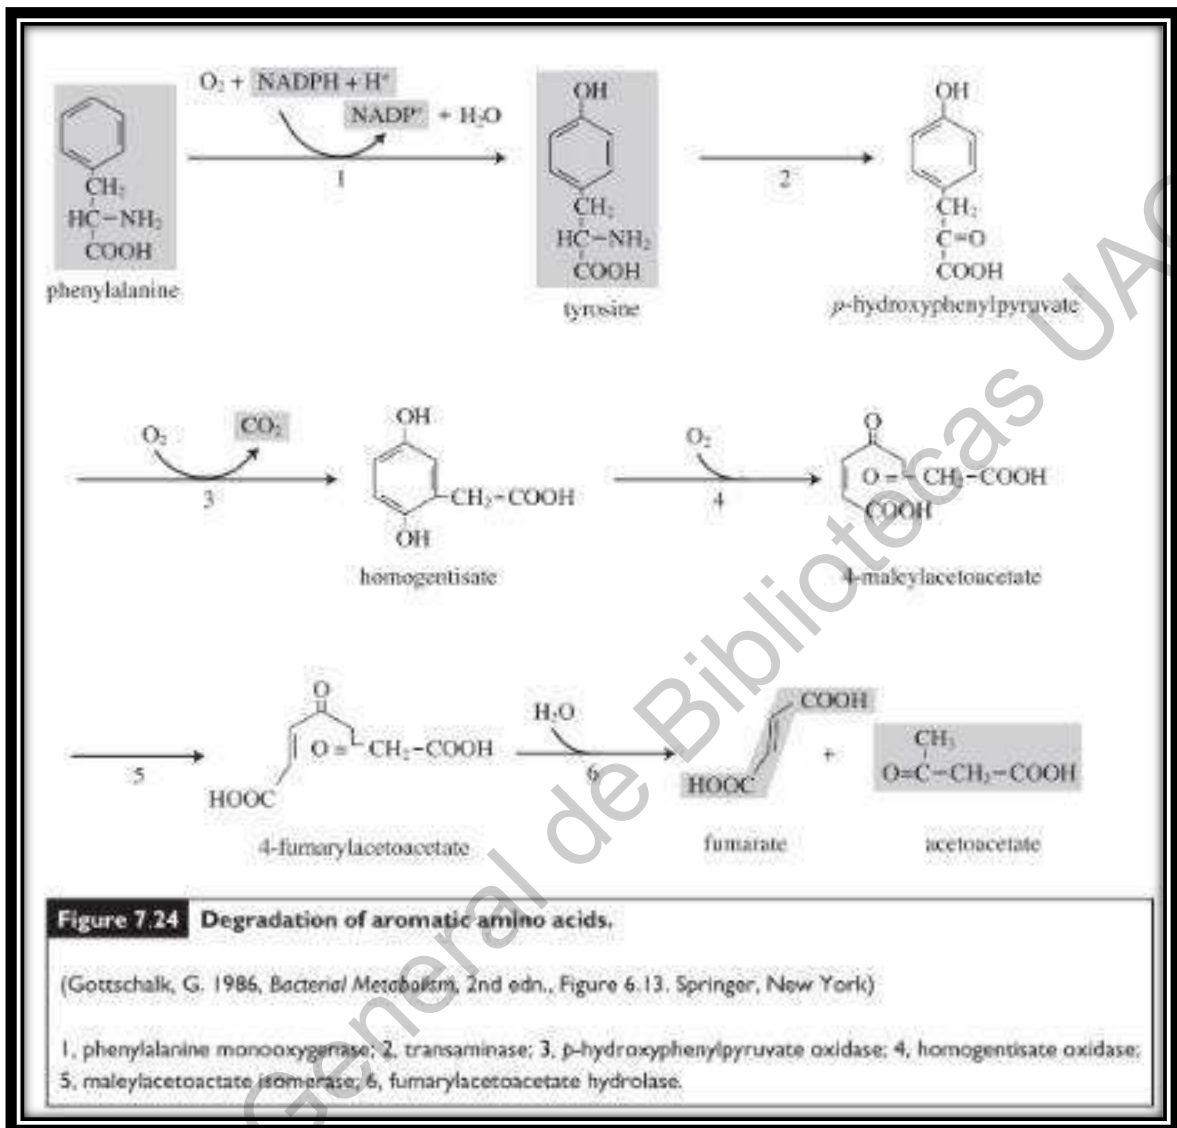 O₂ + NADPH + H⁺
NADP⁺ + H₂O
1
CH₂
HC-NH₂
COOH
phenylalanine
OH
CH₂
HC-NH₂
COOH
tyrosine
2
OH
CH₂
C=O
COOH
p-hydroxyphenylpyruvate
O₂
CO₂
3
OH
CH₂-COOH
OH
homogentisate
O₂
4
O
O = CH₂-COOH
COOH
4-maleylacetoacetate
5
O
O = CH₂-COOH
HOOC
4-fumarylacetoacetate
H₂O
6
COOH
HOOC
fumarate
+
CH₃
O=C-CH₂-COOH
acetoacetate
Figure 7.24 Degradation of aromatic amino acids.
(Gottschalk, G. 1986, Bacterial Metabolism, 2nd edn., Figure 6.13. Springer, New York)
1, phenylalanine monooxygenase; 2, transaminase; 3, p-hydroxyphenylpyruvate oxidase; 4, homogentisate oxidase;
5, maleylacetoactate isomerase; 6, fumarylacetoacetate hydrolase.
General de Bibliotecas UAQ